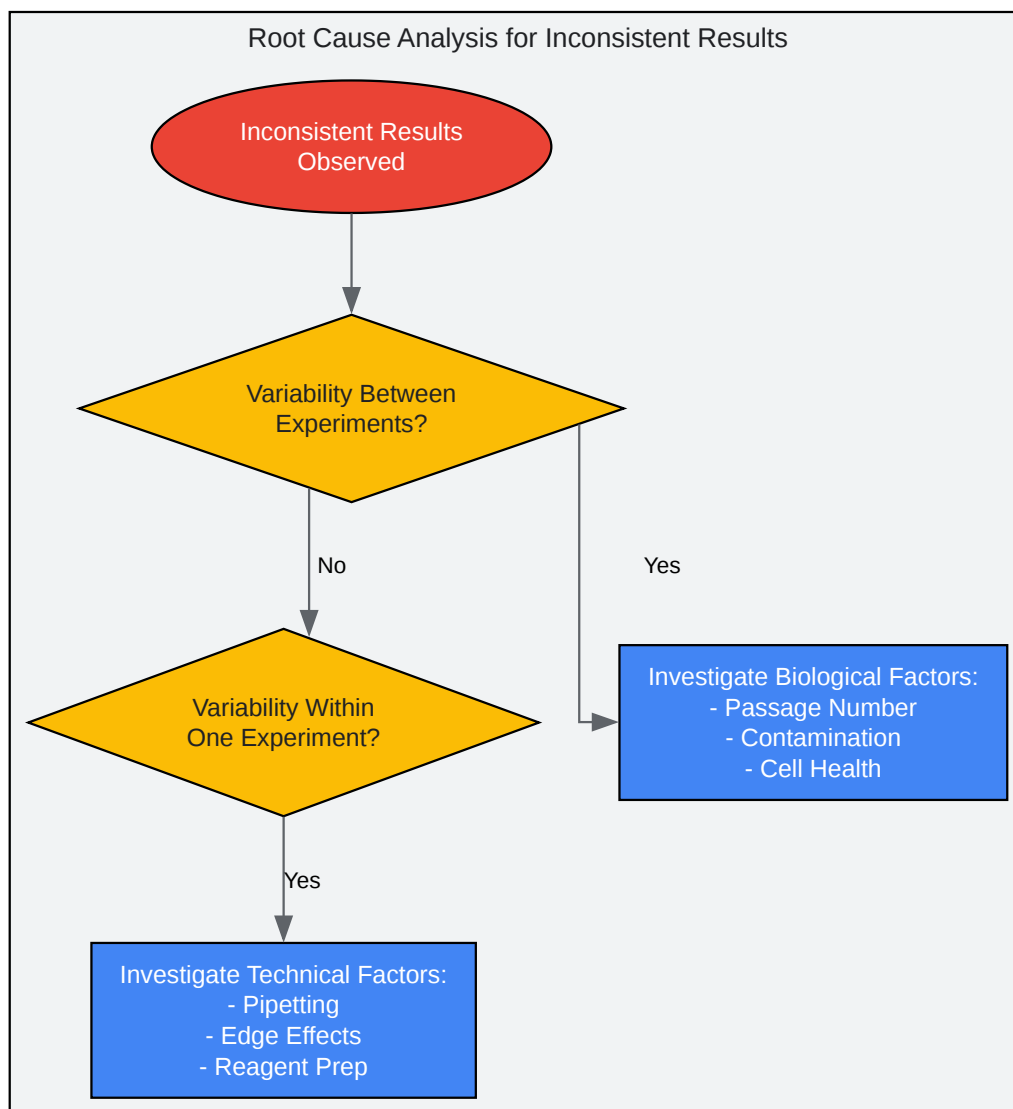 Root Cause Analysis for Inconsistent Results
Inconsistent Results
Observed
Variability Between
Experiments?
No
Yes
Variability Within
One Experiment?
Investigate Biological Factors:
- Passage Number
- Contamination
- Cell Health
Yes
Investigate Technical Factors:
- Pipetting
- Edge Effects
- Reagent Prep